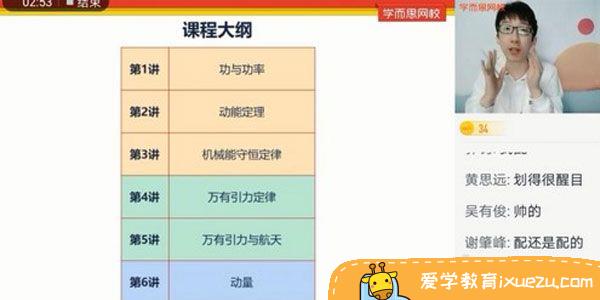 02:53 结束
学而思网校
学而思网校
课程大纲
第1讲 功与功率
第2讲 动能定理
第3讲 机械能守恒定律
第4讲 万有引力定律
第5讲 万有引力与航天
第6讲 动量
34
黄思远: 划得很醒目
吴有俊: 帅的
谢肇峰: 配还是配的
爱学教育ixuezu.com